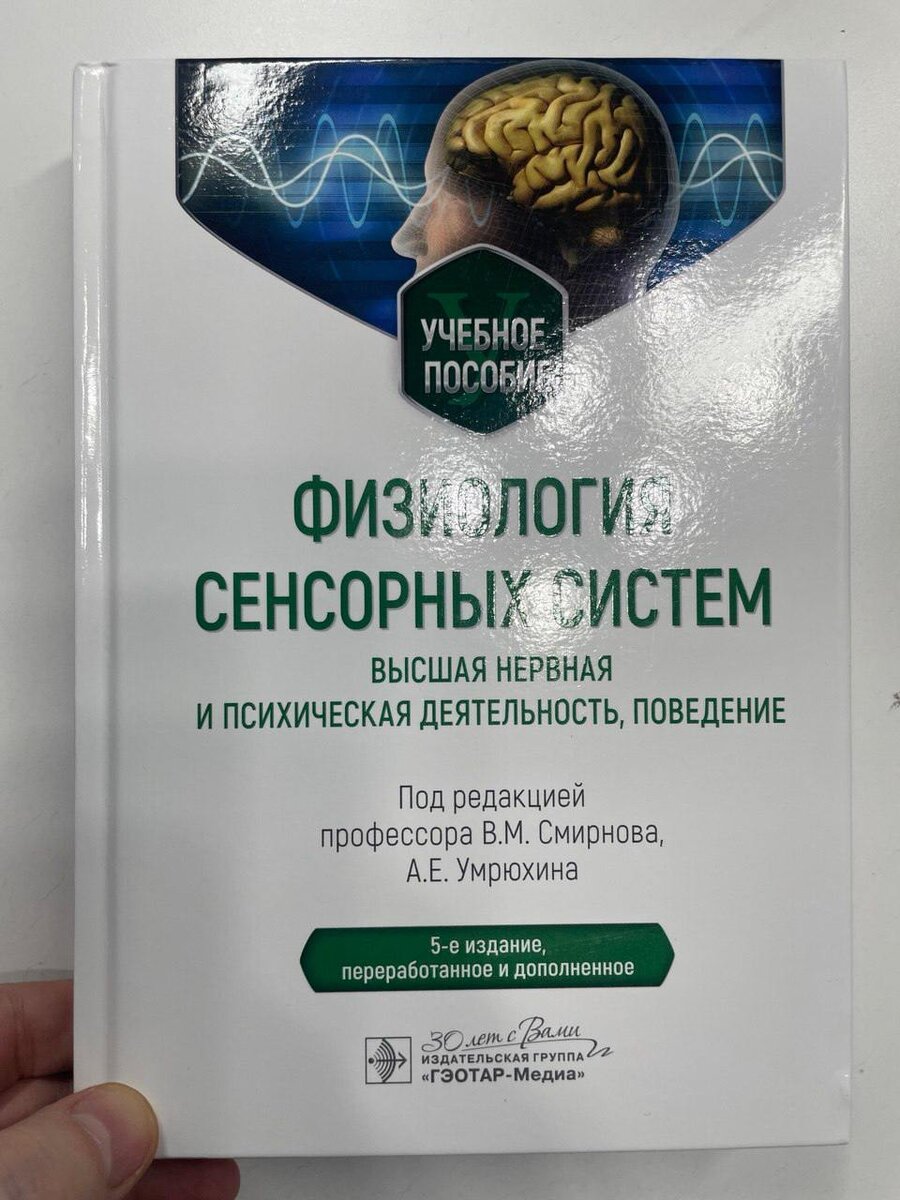 УЧЕБНОЕ
ПОСОБИЕ
ФИЗИОЛОГИЯ
СЕНСОРНЫХ СИСТЕМ
ВЫСШАЯ НЕРВНАЯ
И ПСИХИЧЕСКАЯ ДЕЯТЕЛЬНОСТЬ, ПОВЕДЕНИЕ
Под редакцией
профессора В.М. Смирнова,
А.Е. Умрюхина
5-е издание,
переработанное и дополненное
30 лет с Вами
ИЗДАТЕЛЬСКАЯ ГРУППА
«ГЭОТАР-Медиа»